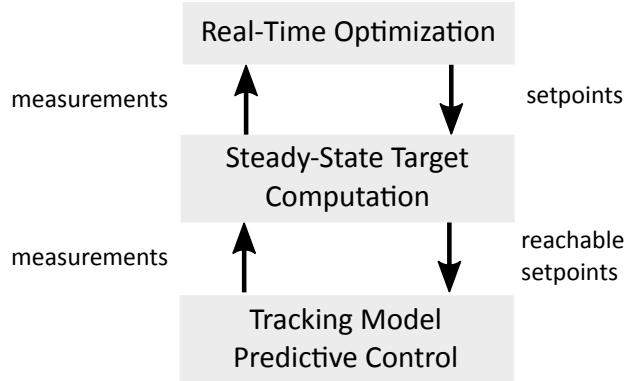 Real-Time Optimization
measurements
setpoints
Steady-State Target
Computation
measurements
reachable
setpoints
Tracking Model
Predictive Control